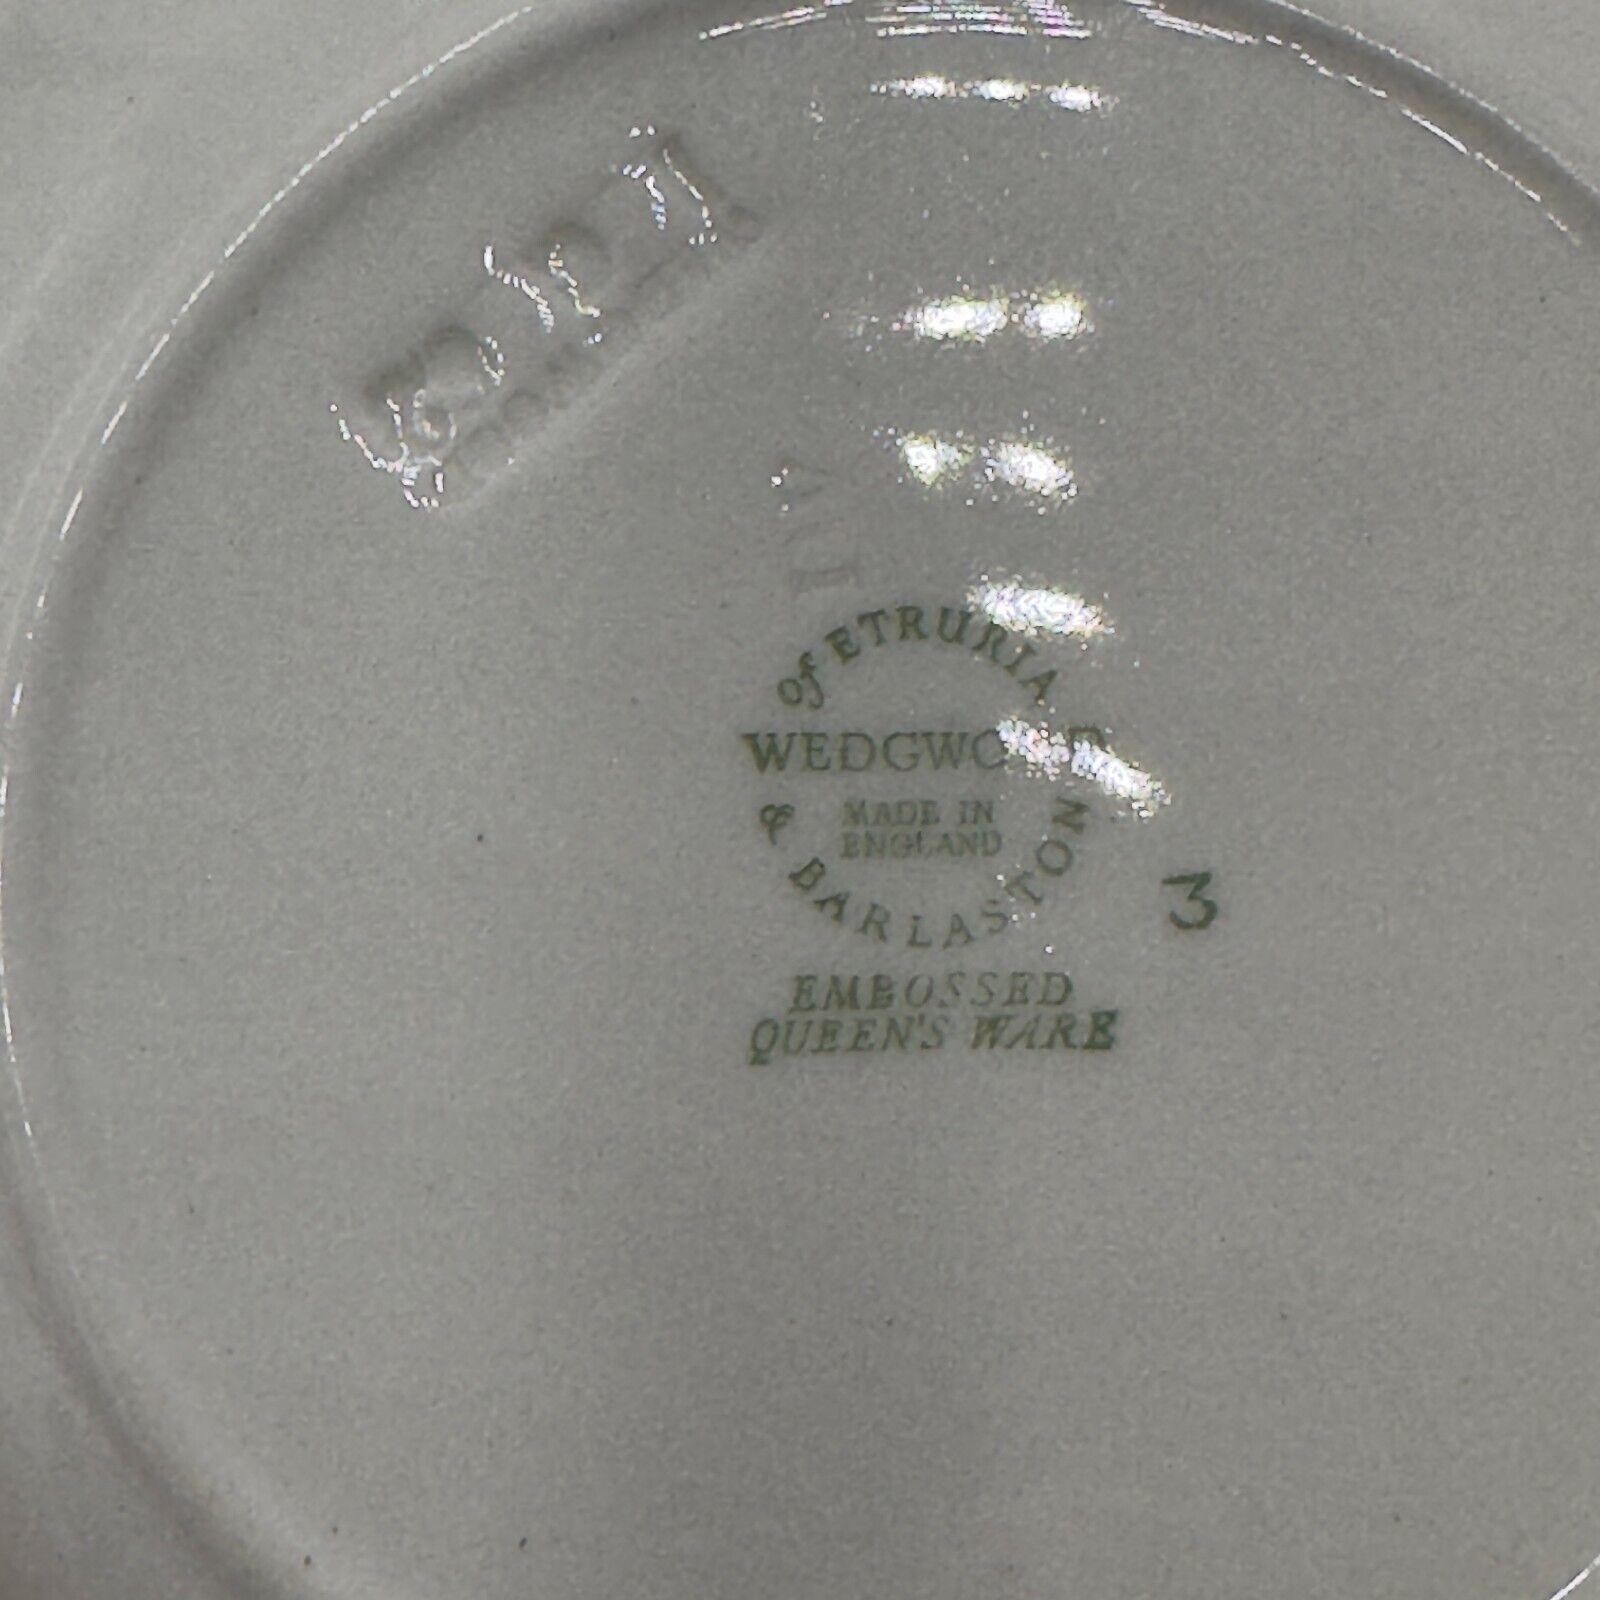 of ETRURIA
WEDGWOOD
MADE IN
ENGLAND
& BARLASTON
3
EMBOSSED
QUEEN'S WARE